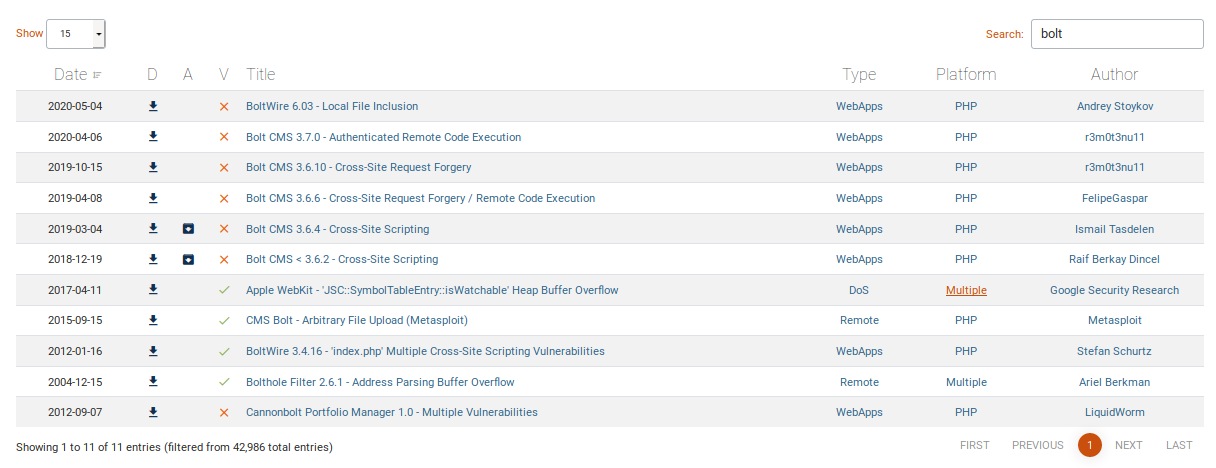 Show 15 Search: bolt
Date D A V Title Type Platform Author
2020-05-04 BoltWire 6.03 - Local File Inclusion WebApps PHP Andrey Stoykov
2020-04-06 Bolt CMS 3.7.0 - Authenticated Remote Code Execution WebApps PHP r3m0t3nu11
2019-10-15 Bolt CMS 3.6.10 - Cross-Site Request Forgery WebApps PHP r3m0t3nu11
2019-04-08 Bolt CMS 3.6.6 - Cross-Site Request Forgery / Remote Code Execution WebApps PHP FelipeGaspar
2019-03-04 Bolt CMS 3.6.4 - Cross-Site Scripting WebApps PHP Ismail Tasdelen
2018-12-19 Bolt CMS < 3.6.2 - Cross-Site Scripting WebApps PHP Raif Berkay Dincel
2017-04-11 Apple WebKit - 'JSC::SymbolTableEntry::isWatchable' Heap Buffer Overflow DoS Multiple Google Security Research
2015-09-15 CMS Bolt - Arbitrary File Upload (Metasploit) Remote PHP Metasploit
2012-01-16 BoltWire 3.4.16 - 'index.php' Multiple Cross-Site Scripting Vulnerabilities WebApps PHP Stefan Schurtz
2004-12-15 Bolthole Filter 2.6.1 - Address Parsing Buffer Overflow Remote Multiple Ariel Berkman
2012-09-07 Cannonbolt Portfolio Manager 1.0 - Multiple Vulnerabilities WebApps PHP LiquidWorm
Showing 1 to 11 of 11 entries (filtered from 42,986 total entries) FIRST PREVIOUS 1 NEXT LAST